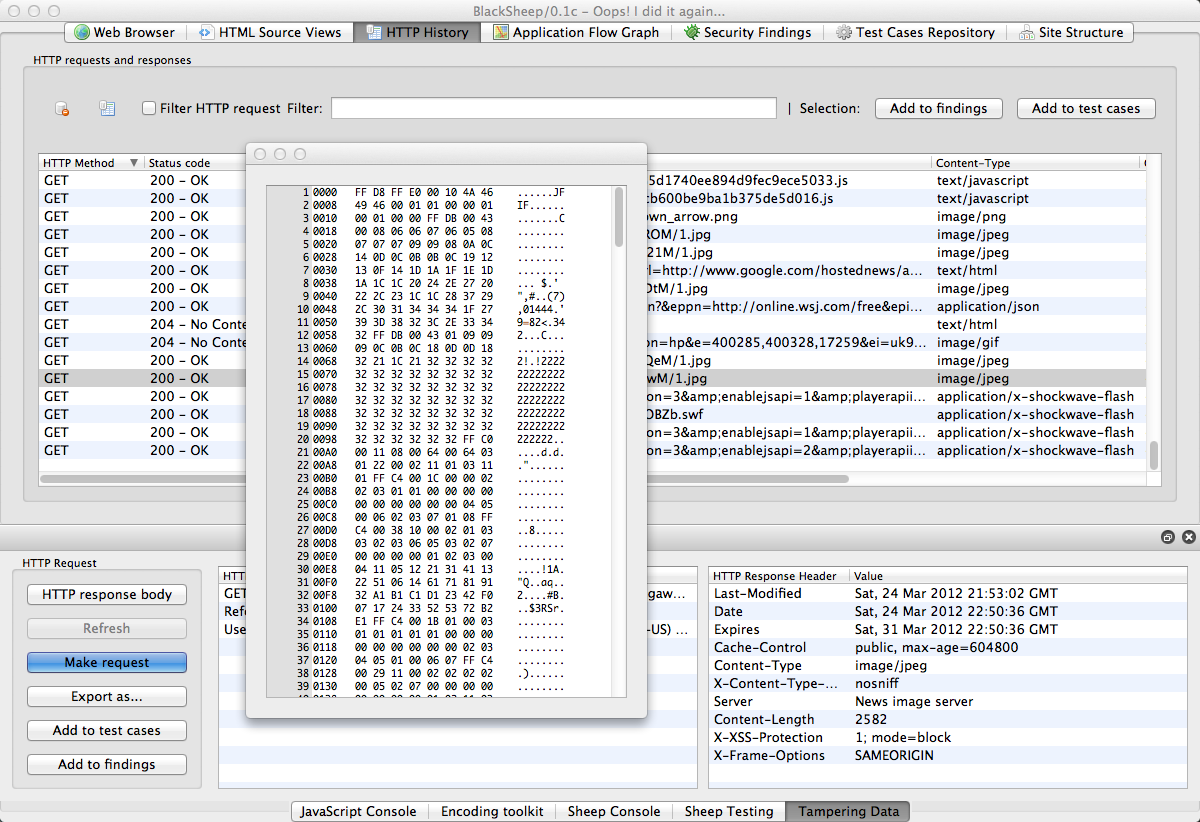 BlackSheep/0.1c – Oops! I did it again...
Web Browser HTML Source Views HTTP History Application Flow Graph Security Findings Test Cases Repository Site Structure
HTTP requests and responses
Filter HTTP request Filter: | Selection: Add to findings Add to test cases
HTTP Method Status code Content-Type
GET 200 – OK 5d1740ee894d9fec9ece5033.js text/javascript
GET 200 – OK cb600be9ba1b375de5d016.js text/javascript
GET 200 – OK own_arrow.png image/png
GET 200 – OK ROM/1.jpg image/jpeg
GET 200 – OK 21M/1.jpg image/jpeg
GET 200 – OK rl=http://www.google.com/hostednews/a... text/html
GET 200 – OK OtM/1.jpg image/jpeg
GET 200 – OK n?&eppn=http://online.wsj.com/free&epi... application/json
GET 204 – No Conte text/html
GET 204 – No Conte on=hp&e=400285,400328,17259&ei=uk9... image/gif
GET 200 – OK QeM/1.jpg image/jpeg
GET 200 – OK wM/1.jpg image/jpeg
GET 200 – OK on=3&amp;enablejsapi=1&amp;playerapii... application/x-shockwave-flash
GET 200 – OK OBZb.swf application/x-shockwave-flash
GET 200 – OK on=3&amp;enablejsapi=1&amp;playerapii... application/x-shockwave-flash
GET 200 – OK on=3&amp;enablejsapi=2&amp;playerapii... application/x-shockwave-flash
1 0000 FF D8 FF E0 00 10 4A 46 ......JF
2 0008 49 46 00 01 01 00 00 01 IF......
3 0010 00 01 00 00 FF DB 00 43 .......C
4 0018 00 08 06 06 07 06 05 08 ........
5 0020 07 07 07 09 09 08 0A 0C ........
6 0028 14 0D 0C 0B 0B 0C 19 12 ........
7 0030 13 0F 14 1D 1A 1F 1E 1D ........
8 0038 1A 1C 1C 20 24 2E 27 20 ... $.'
9 0040 22 2C 23 1C 1C 28 37 29 ",#..(7)
10 0048 2C 30 31 34 34 34 1F 27 ,01444.'
11 0050 39 3D 38 32 3C 2E 33 34 9=82<.34
12 0058 32 FF DB 00 43 01 09 09 2...C...
13 0060 09 0C 0B 0C 18 0D 0D 18 ........
14 0068 32 21 1C 21 32 32 32 32 2!.!2222
15 0070 32 32 32 32 32 32 32 32 22222222
16 0078 32 32 32 32 32 32 32 32 22222222
17 0080 32 32 32 32 32 32 32 32 22222222
18 0088 32 32 32 32 32 32 32 32 22222222
19 0090 32 32 32 32 32 32 32 32 22222222
20 0098 32 32 32 32 32 32 FF C0 222222..
21 00A0 00 11 08 00 64 00 64 03 ....d.d.
22 00A8 01 22 00 02 11 01 03 11 ."......
23 00B0 01 FF C4 00 1C 00 00 02 ........
24 00B8 02 03 01 01 00 00 00 00 ........
25 00C0 00 00 00 00 00 00 04 05 ........
26 00C8 00 06 02 03 07 01 08 FF ........
27 00D0 C4 00 38 10 00 02 01 03 ..8.....
28 00D8 03 02 03 06 05 03 02 07 ........
29 00E0 00 00 00 00 01 02 03 00 ........
30 00E8 04 11 05 12 21 31 41 13 ....!1A.
31 00F0 22 51 06 14 61 71 81 91 "Q..aq..
32 00F8 32 A1 B1 C1 D1 23 42 F0 2....#B.
33 0100 07 17 24 33 52 53 72 B2 ..$3RSr.
34 0108 E1 FF C4 00 1B 01 00 03 ........
35 0110 01 01 01 01 01 00 00 00 ........
36 0118 00 00 00 00 00 00 02 03 ........
37 0120 04 05 01 00 06 07 FF C4 ........
38 0128 00 29 11 00 02 02 02 02 .)......
39 0130 00 05 02 07 00 00 00 00 ........
HTTP Request
HTTP response body
Refresh
Make request
Export as...
Add to test cases
Add to findings
HTT
GET gaw...
Refe
Use -US) ...
HTTP Response Header Value
Last-Modified Sat, 24 Mar 2012 21:53:02 GMT
Date Sat, 24 Mar 2012 22:50:36 GMT
Expires Sat, 31 Mar 2012 22:50:36 GMT
Cache-Control public, max-age=604800
Content-Type image/jpeg
X-Content-Type-... nosniff
Server News image server
Content-Length 2582
X-XSS-Protection 1; mode=block
X-Frame-Options SAMEORIGIN
JavaScript Console Encoding toolkit Sheep Console Sheep Testing Tampering Data